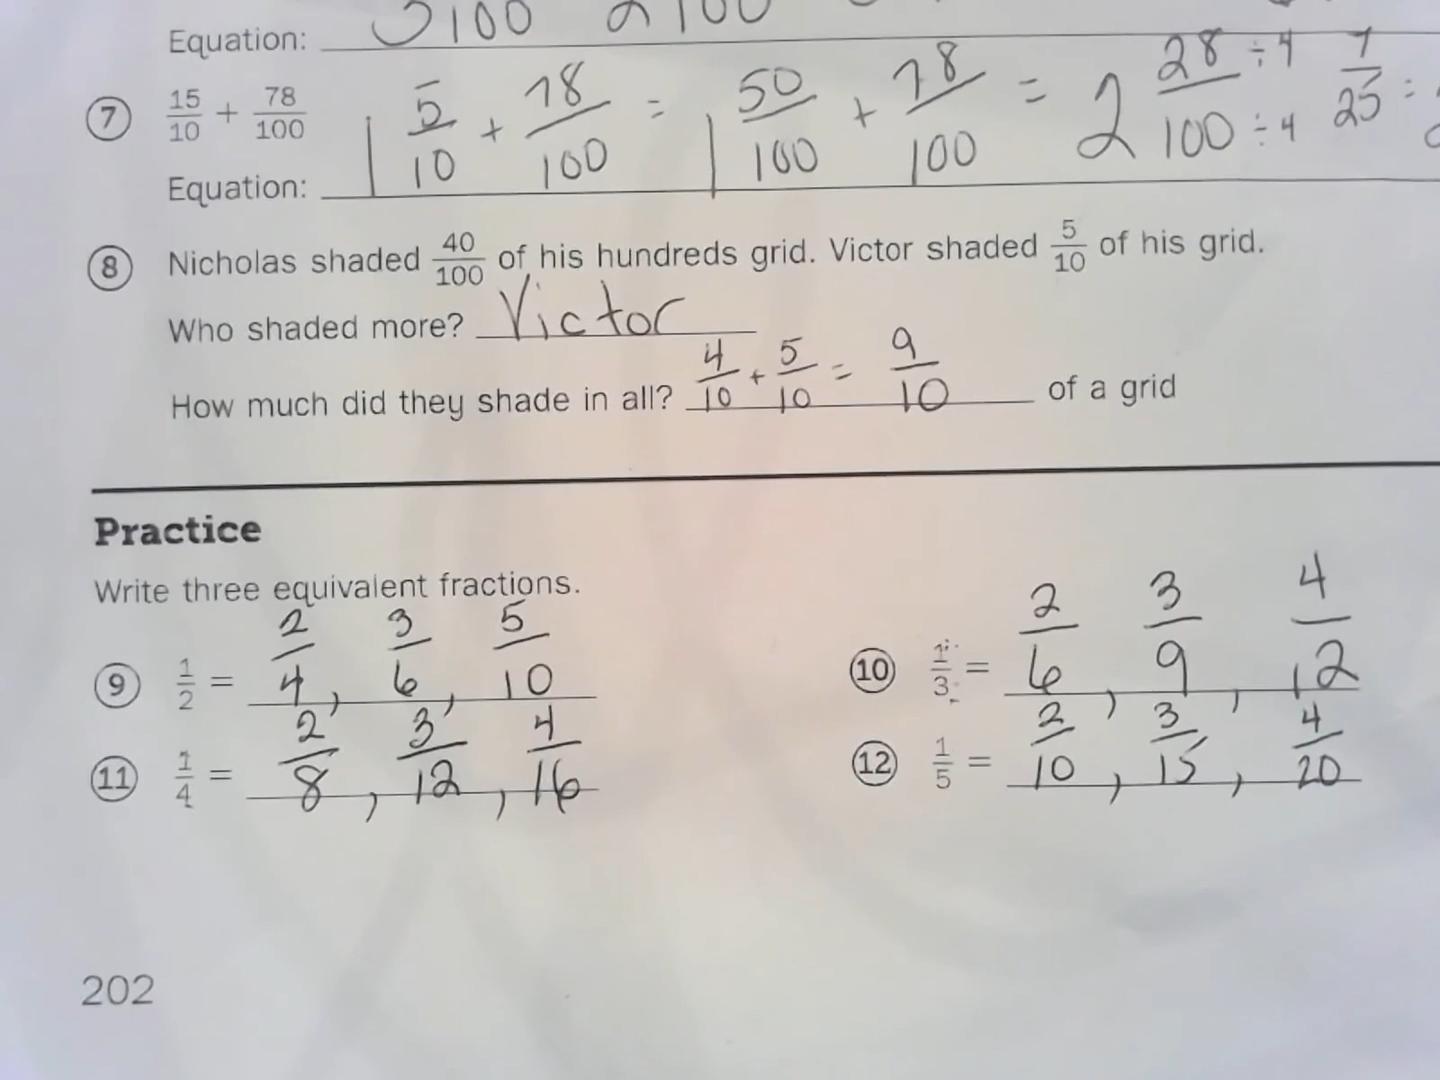 Equation: 100 2 100
7 15/10 + 78/100 1 5/10 + 78/100 = 1 50/100 + 78/100 = 2 28/100 ÷4 ÷4 7/25 =
Equation:
8 Nicholas shaded 40/100 of his hundreds grid. Victor shaded 5/10 of his grid.
Who shaded more? Victor
How much did they shade in all? 4/10 + 5/10 = 9/10 of a grid
Practice
Write three equivalent fractions.
9 1/2 = 2/4, 3/6, 5/10
10 1/3 = 2/6, 3/9, 4/12
11 1/4 = 2/8, 3/12, 4/16
12 1/5 = 2/10, 3/15, 4/20
202